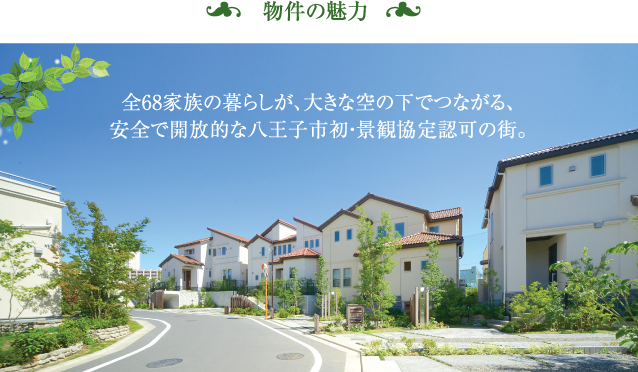 物件の魅力
全68家族の暮らしが、大きな空の下でつながる、
安全で開放的な八王子市初・景観協定認可の街。